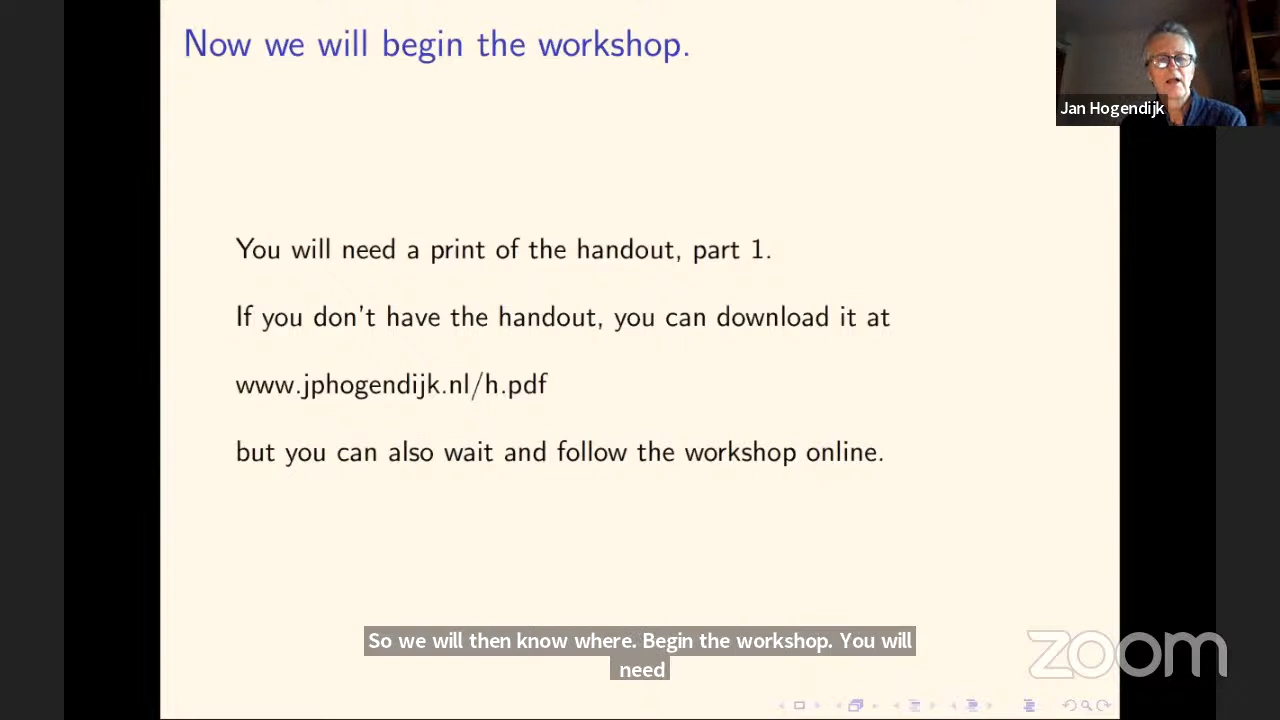 Now we will begin the workshop.
Jan Hogendijk
You will need a print of the handout, part 1.
If you don't have the handout, you can download it at
www.jphogendijk.nl/h.pdf
but you can also wait and follow the workshop online.
So we will then know where. Begin the workshop. You will
need
zoom